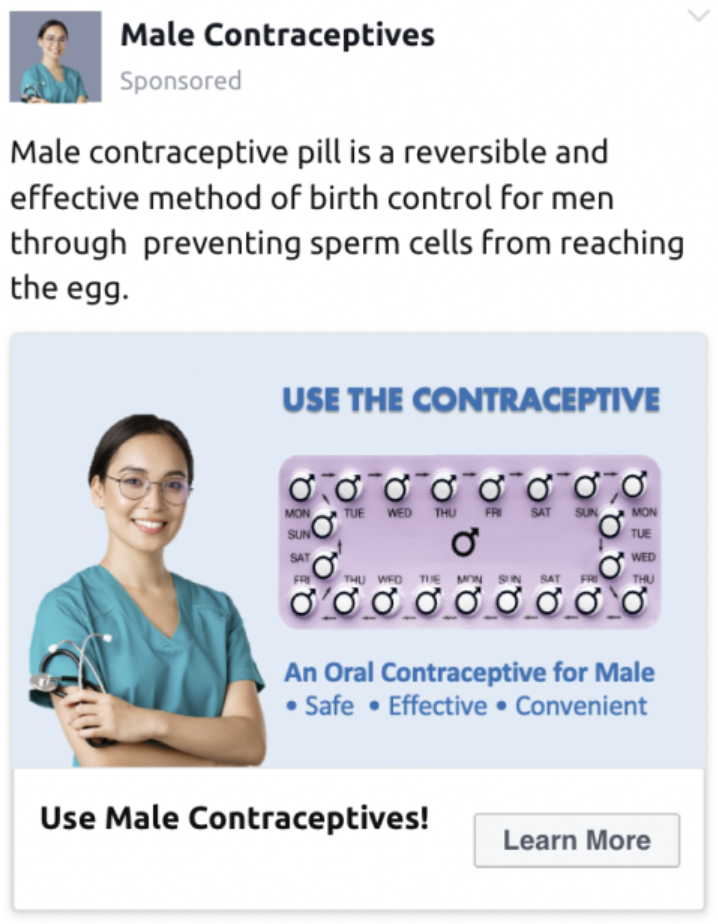 Male Contraceptives
Sponsored
Male contraceptive pill is a reversible and
effective method of birth control for men
through preventing sperm cells from reaching
the egg.
USE THE CONTRACEPTIVE
MON TUE WED THU FRI SAT SUN MON
SUN TUE
SAT WED
FRI THU WED TUE MON SUN SAT FRI THU
An Oral Contraceptive for Male
• Safe • Effective • Convenient
Use Male Contraceptives!
Learn More